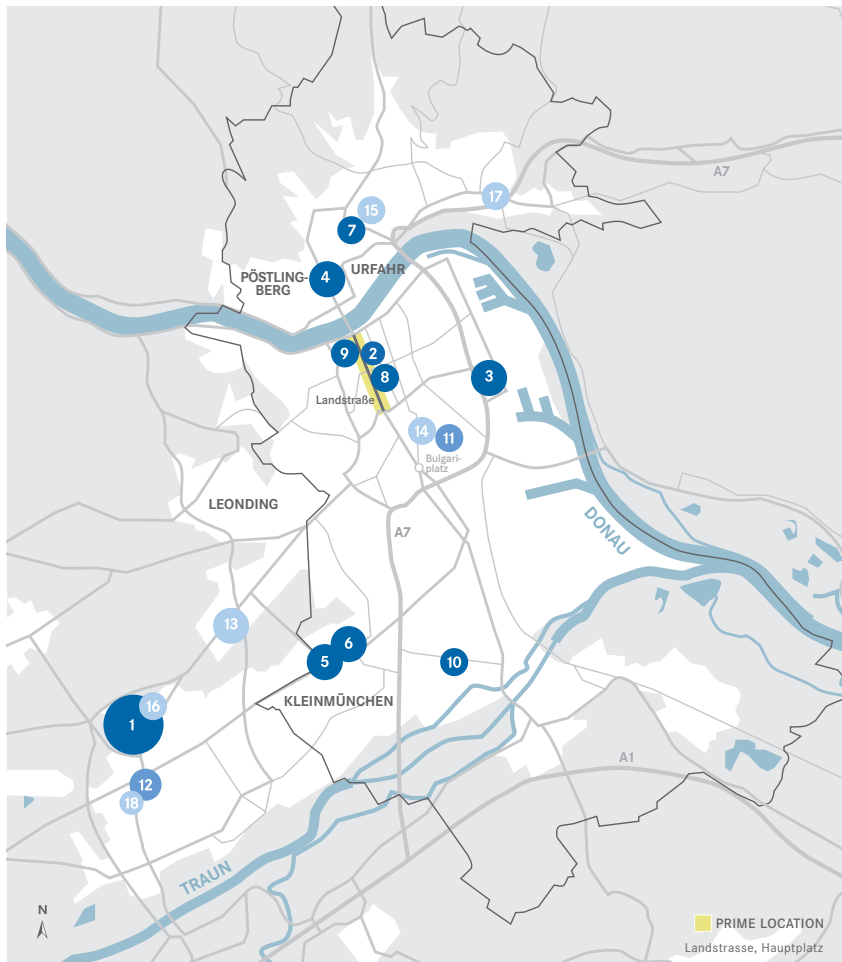 A7
17
15
7
URFAHR
PÖSTLING-
BERG
4
9
2
8
3
Landstraße
14
11
Bulgari-
platz
LEONDING
A7
DONAU
13
6
5
10
KLEINMÜNCHEN
16
1
A1
12
18
TRAUN
N
PRIME LOCATION
Landstrasse, Hauptplatz